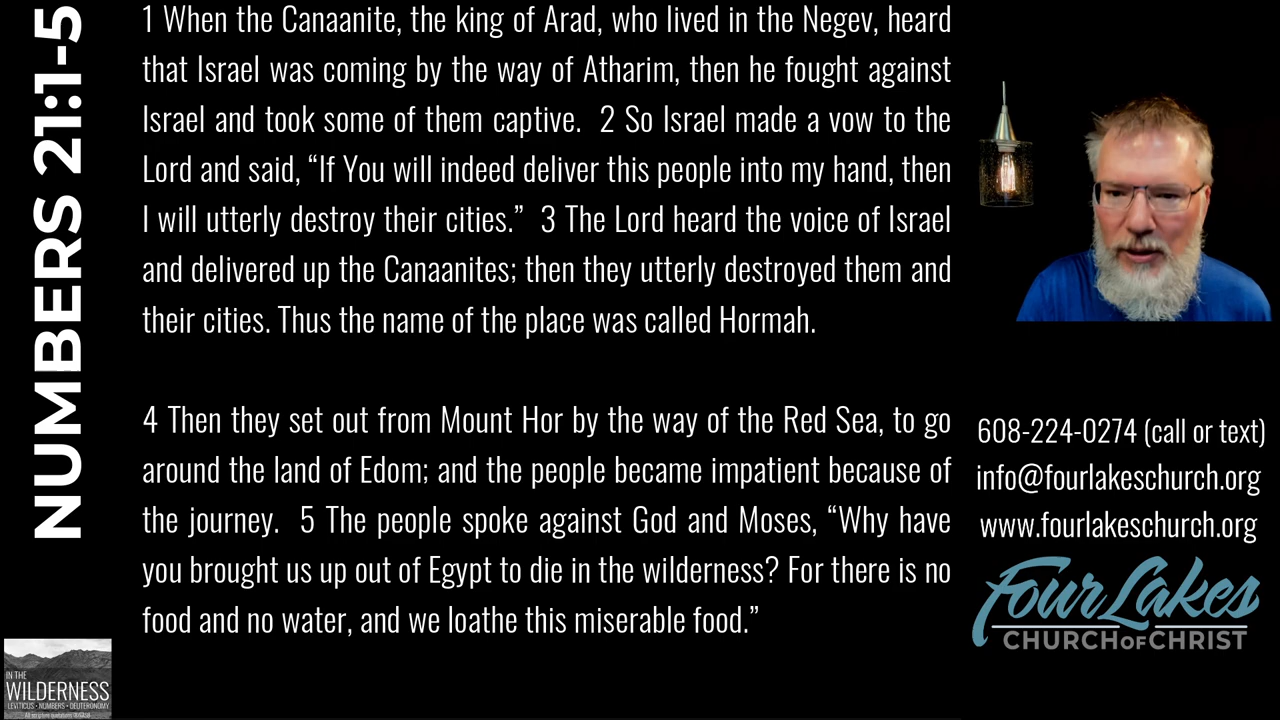 NUMBERS 21:1-5
1 When the Canaanite, the king of Arad, who lived in the Negev, heard
that Israel was coming by the way of Atharim, then he fought against
Israel and took some of them captive.  2 So Israel made a vow to the
Lord and said, “If You will indeed deliver this people into my hand, then
I will utterly destroy their cities.”  3 The Lord heard the voice of Israel
and delivered up the Canaanites; then they utterly destroyed them and
their cities. Thus the name of the place was called Hormah.
4 Then they set out from Mount Hor by the way of the Red Sea, to go
around the land of Edom; and the people became impatient because of
the journey.  5 The people spoke against God and Moses, “Why have
you brought us up out of Egypt to die in the wilderness? For there is no
food and no water, and we loathe this miserable food.”
608-224-0274 (call or text)
info@fourlakeschurch.org
www.fourlakeschurch.org
Four Lakes
CHURCH OF CHRIST
IN THE
WILDERNESS
LEVITICUS • NUMBERS • DEUTERONOMY